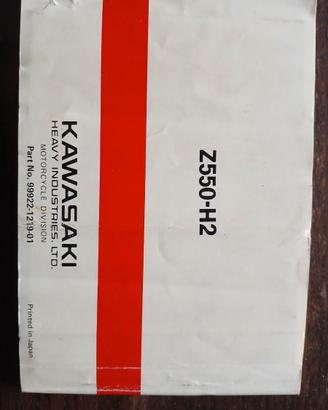 Z550-H2
KAWASAKI
HEAVY INDUSTRIES, LTD.
MOTORCYCLE DIVISION
Part No. 99922-1219-01
Printed in Japan